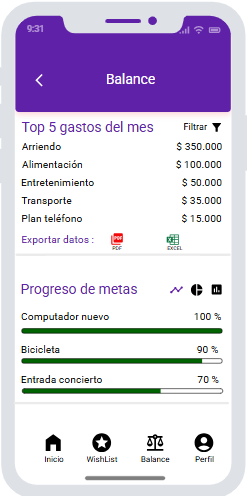 9:31
Balance
Top 5 gastos del mes Filtrar
Arriendo $ 350.000
Alimentación $ 100.000
Entretenimiento $ 50.000
Transporte $ 35.000
Plan teléfono $ 15.000
Exportar datos :
PDF
PDF EXCEL
Progreso de metas
Computador nuevo 100 %
Bicicleta 90 %
Entrada concierto 70 %
Inicio WishList Balance Perfil